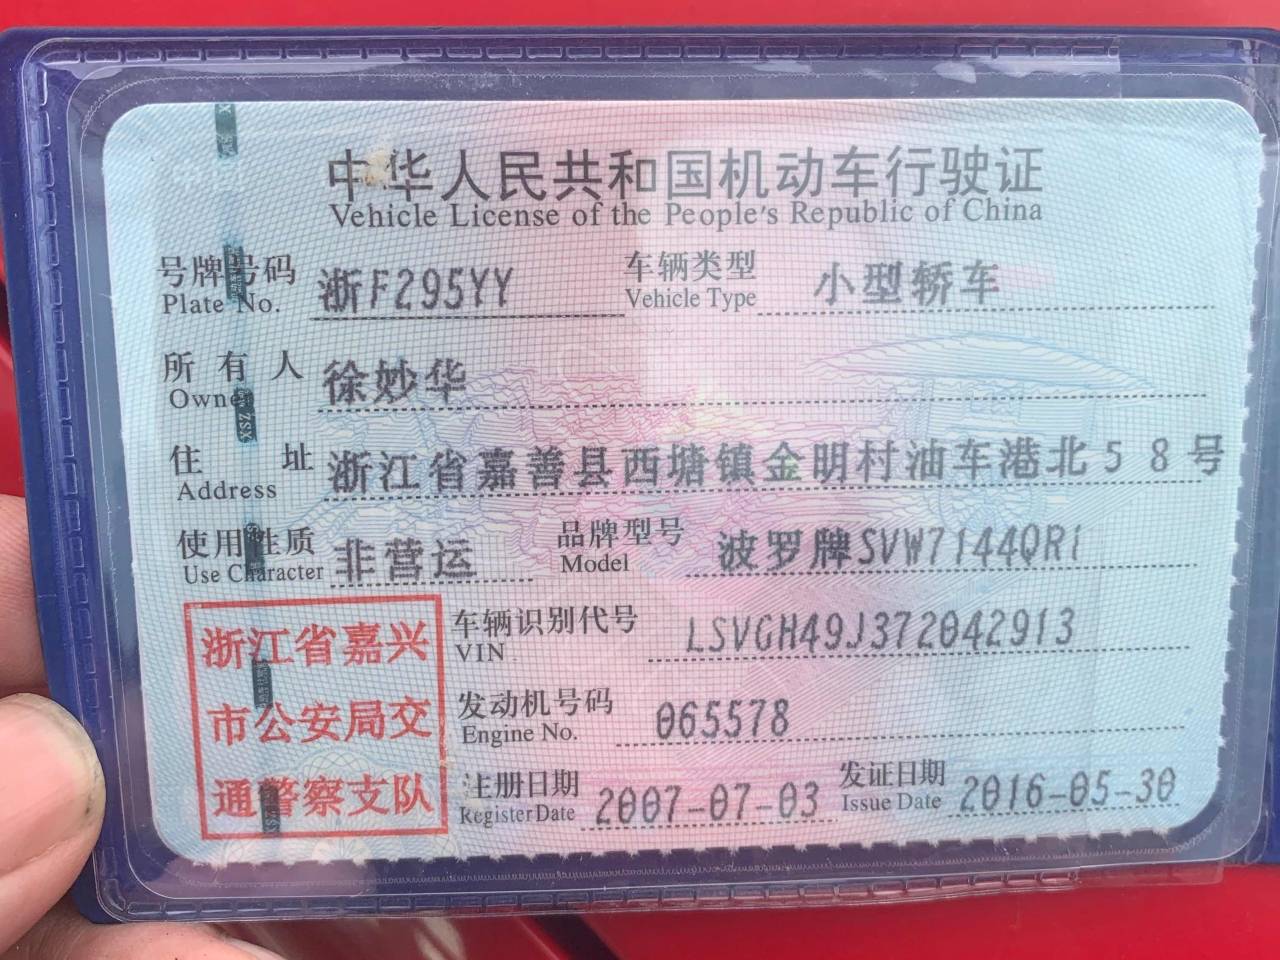 中华人民共和国机动车行驶证
Vehicle License of the People's Republic of China
号牌号码 浙F295YY 车辆类型 小型轿车
Plate No. Vehicle Type
所有人 徐妙华
Owner
住址 浙江省嘉善县西塘镇金明村油车港北58号
Address
使用性质 非营运 品牌型号 波罗牌SVW7144QRi
Use Character Model
浙江省嘉兴
市公安局交
通警察支队
车辆识别代号 LSVGH49J372042913
VIN
发动机号码 065578
Engine No.
注册日期 2007-07-03 发证日期 2016-05-30
Register Date Issue Date